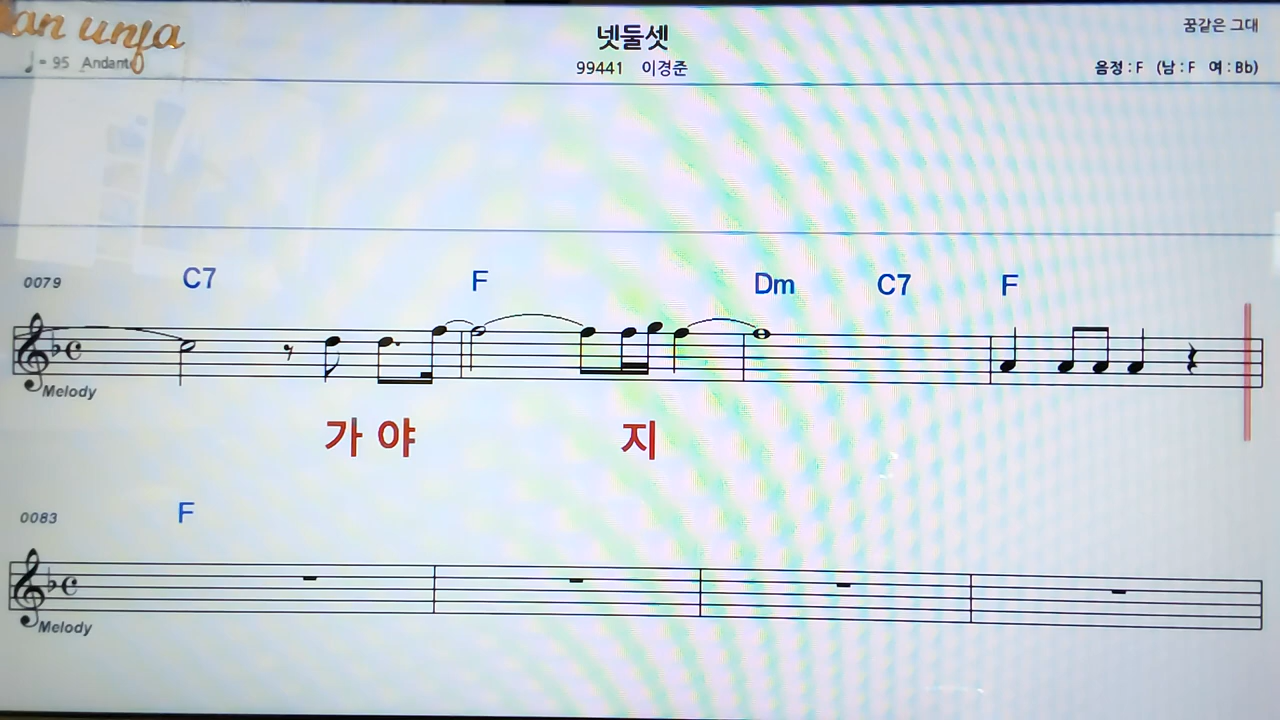 꿈같은 그대
넷둘셋
♩= 95 Andante
99441 이경준
음정 : F (남 : F 여 : Bb)
0079 C7 F Dm C7 F
Melody
가 야 지
0083 F
Melody